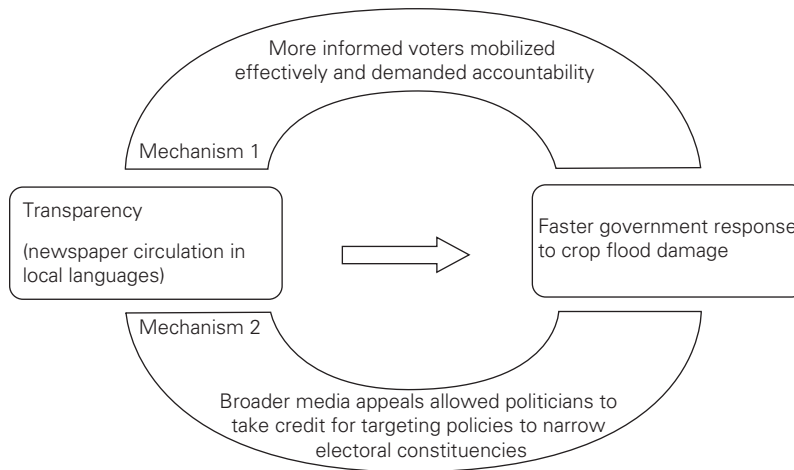 More informed voters mobilized
effectively and demanded accountability
Mechanism 1
Transparency
(newspaper circulation in
local languages)
Faster government response
to crop flood damage
Mechanism 2
Broader media appeals allowed politicians to
take credit for targeting policies to narrow
electoral constituencies